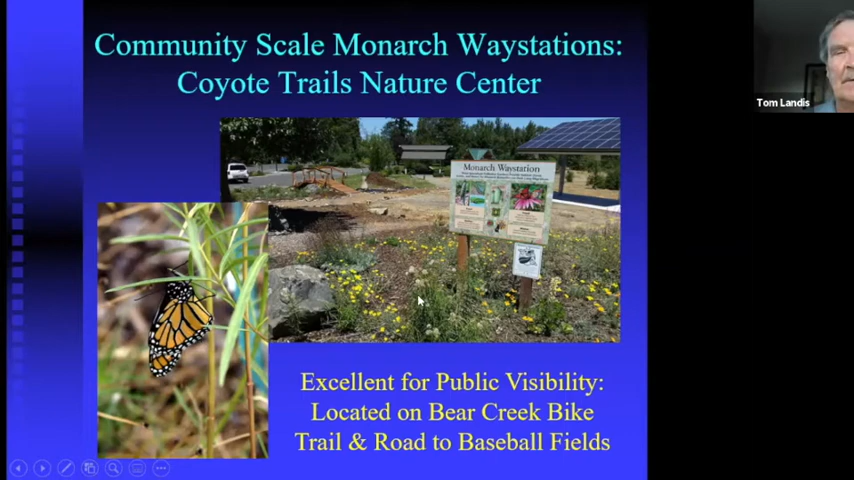 Community Scale Monarch Waystations:
Coyote Trails Nature Center
Tom Landis
Monarch Waystation
Excellent for Public Visibility:
Located on Bear Creek Bike
Trail & Road to Baseball Fields